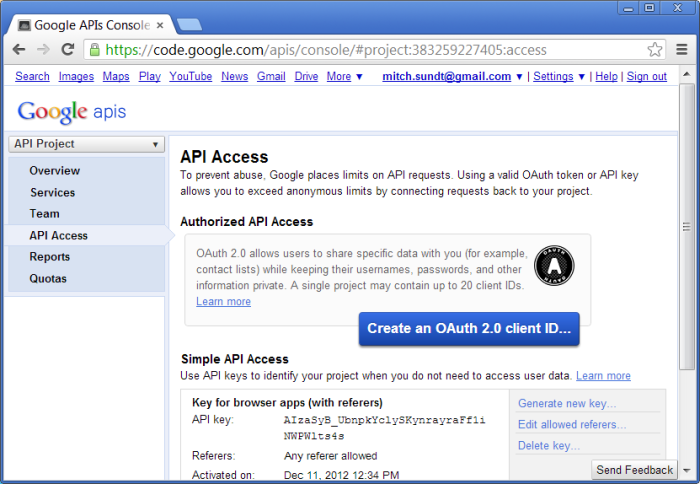 Google APIs Console
https://code.google.com/apis/console/#project:383259227405:access
Search Images Maps Play YouTube News Gmail Drive More ▼ mitch.sundt@gmail.com ▼ | Settings ▼ | Help | Sign out
Google apis
API Project
Overview
Services
Team
API Access
Reports
Quotas
API Access
To prevent abuse, Google places limits on API requests. Using a valid OAuth token or API key
allows you to exceed anonymous limits by connecting requests back to your project.
Authorized API Access
OAuth 2.0 allows users to share specific data with you (for example,
contact lists) while keeping their usernames, passwords, and other
information private. A single project may contain up to 20 client IDs.
Learn more
OAUTH
A
OAUTH
Create an OAuth 2.0 client ID...
Simple API Access
Use API keys to identify your project when you do not need to access user data. Learn more
Key for browser apps (with referers)
API key: AIzaSyB_UbnpkYclySKynrayraFfli
NWPWlts4s
Referers: Any referer allowed
Activated on: Dec 11, 2012 12:34 PM
Generate new key...
Edit allowed referers...
Delete key...
Send Feedback